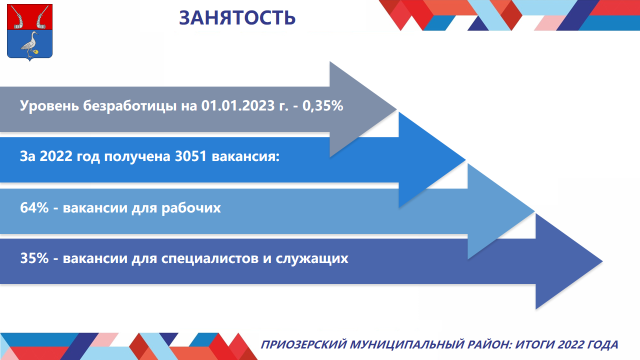 ЗАНЯТОСТЬ
Уровень безработицы на 01.01.2023 г. - 0,35%
За 2022 год получена 3051 вакансия:
64% - вакансии для рабочих
35% - вакансии для специалистов и служащих
ПРИОЗЕРСКИЙ МУНИЦИПАЛЬНЫЙ РАЙОН: ИТОГИ 2022 ГОДА